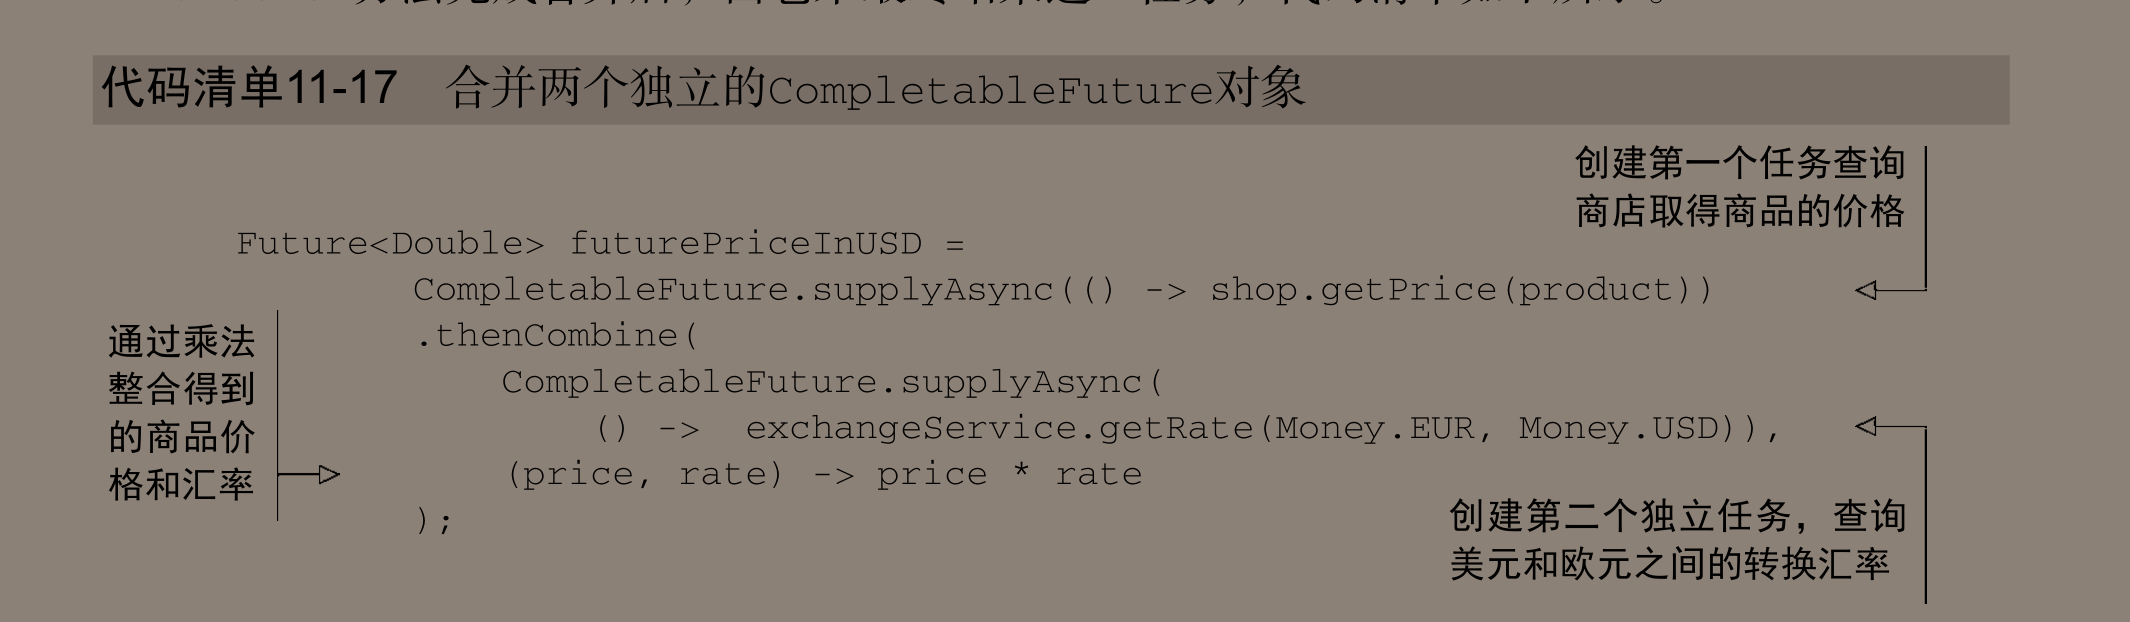 代码清单11-17 合并两个独立的CompletableFuture对象
创建第一个任务查询
商店取得商品的价格
Future<Double> futurePriceInUSD =
CompletableFuture.supplyAsync(() -> shop.getPrice(product))
.thenCombine(
CompletableFuture.supplyAsync(
() -> exchangeService.getRate(Money.EUR, Money.USD)),
(price, rate) -> price * rate
);
通过乘法
整合得到
的商品价
格和汇率
创建第二个独立任务，查询
美元和欧元之间的转换汇率